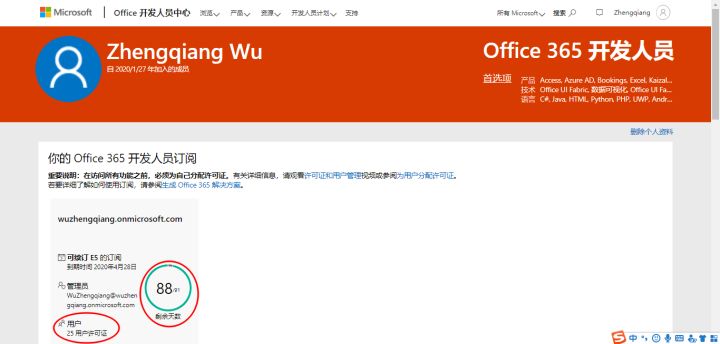 Microsoft Office 开发人员中心 浏览 产品 资源 开发人员计划 支持 所有 Microsoft 搜索 Zhengqiang
Zhengqiang Wu
自 2020/1/27 年加入的成员
Office 365 开发人员
首选项 产品 Access, Azure AD, Bookings, Excel, Kaizal...
技术 Office UI Fabric, 数据可视化, Office UI Fa...
语言 C#, Java, HTML, Python, PHP, UWP, Andr...
删除个人资料
你的 Office 365 开发人员订阅
重要说明：在访问所有功能之前，必须为自己分配许可证。有关详细信息，请观看许可证和用户管理视频或参阅为用户分配许可证。
若要详细了解如何使用订阅，请参阅生成 Office 365 解决方案。
wuzhengqiang.onmicrosoft.com
可续订 E5 的订阅
到期时间 2020年4月28日
88/91
剩余天数
管理员
WuZhengqiang@wuzhen
gqiang.onmicrosoft.com
用户
25 用户许可证
中